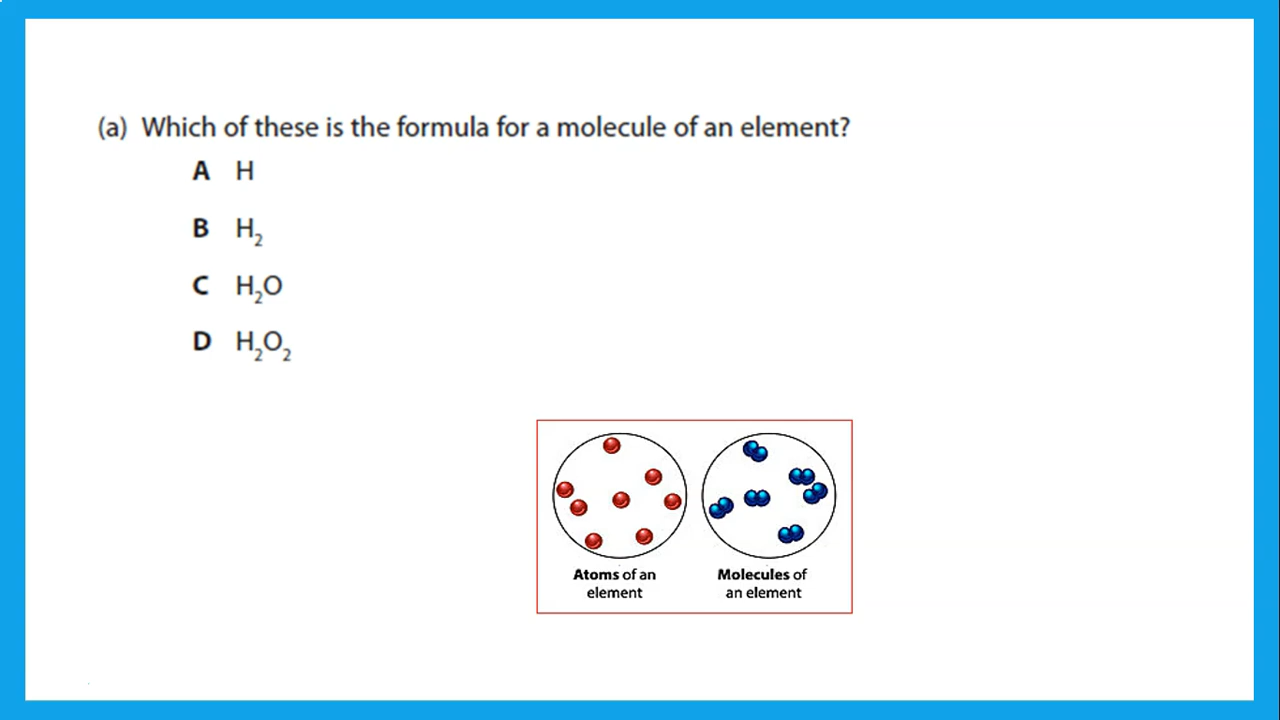 (a) Which of these is the formula for a molecule of an element?
A H
B H₂
C H₂O
D H₂O₂
Atoms of an element
Molecules of an element